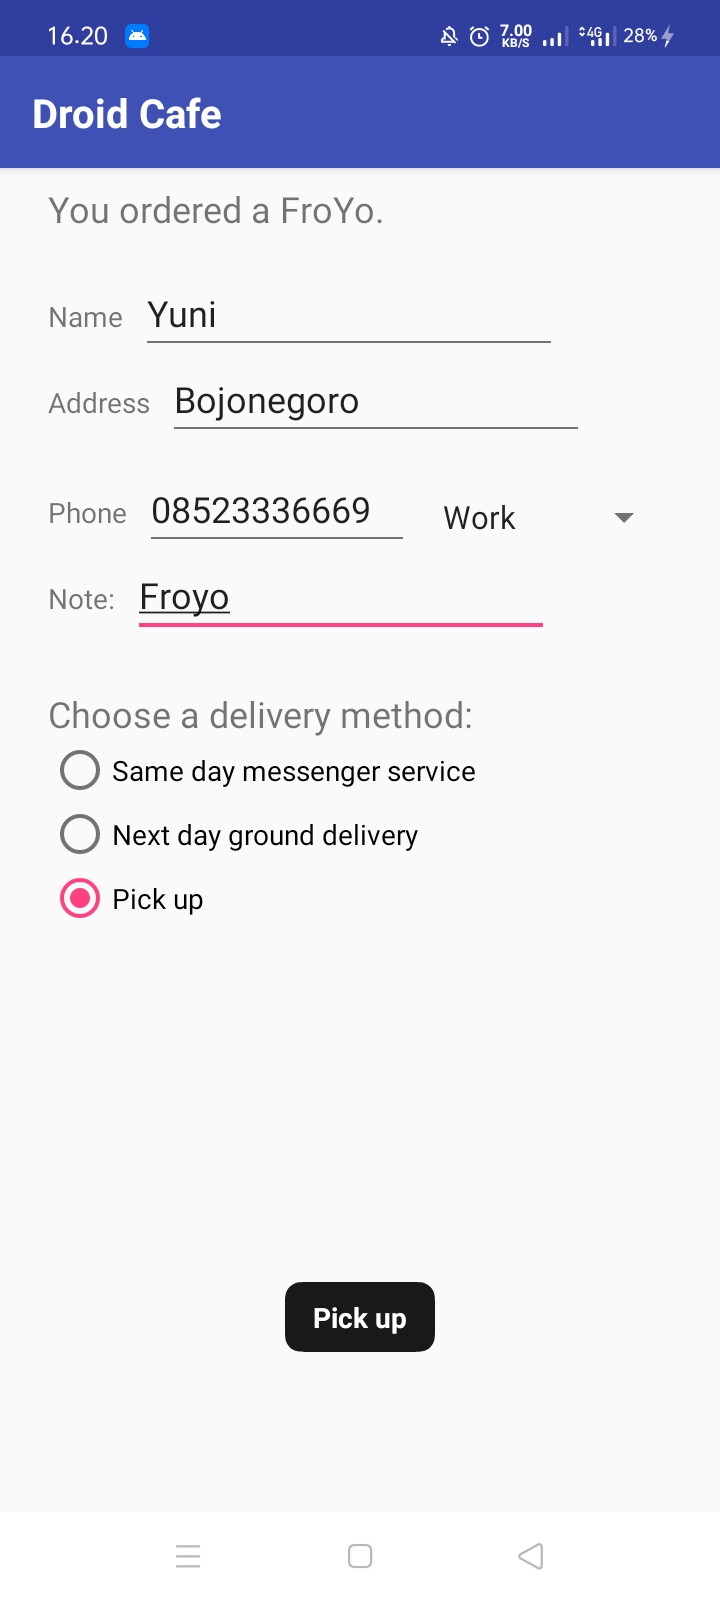 16.20 7.00 KB/S 4G 28%
Droid Cafe
You ordered a FroYo.
Name Yuni
Address Bojonegoro
Phone 08523336669 Work
Note: Froyo
Choose a delivery method:
Same day messenger service
Next day ground delivery
Pick up
Pick up